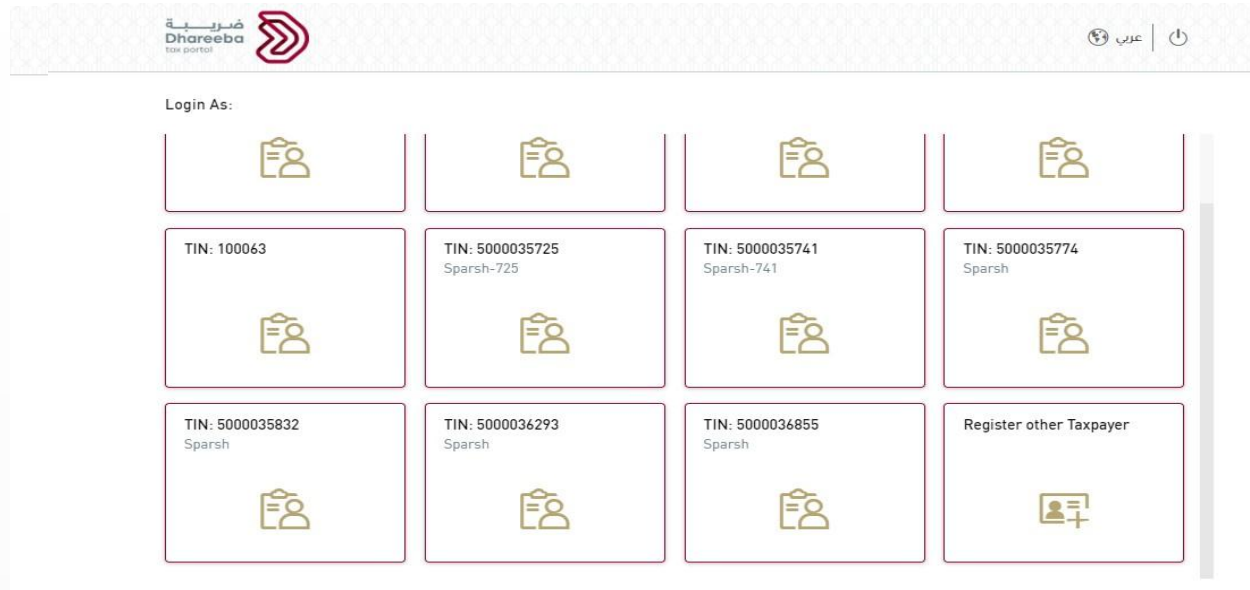 ضريبة
Dhareeba
tax portal
عربي
Login As:
TIN: 100063
TIN: 5000035725
Sparsh-725
TIN: 5000035741
Sparsh-741
TIN: 5000035774
Sparsh
TIN: 5000035832
Sparsh
TIN: 5000036293
Sparsh
TIN: 5000036855
Sparsh
Register other Taxpayer